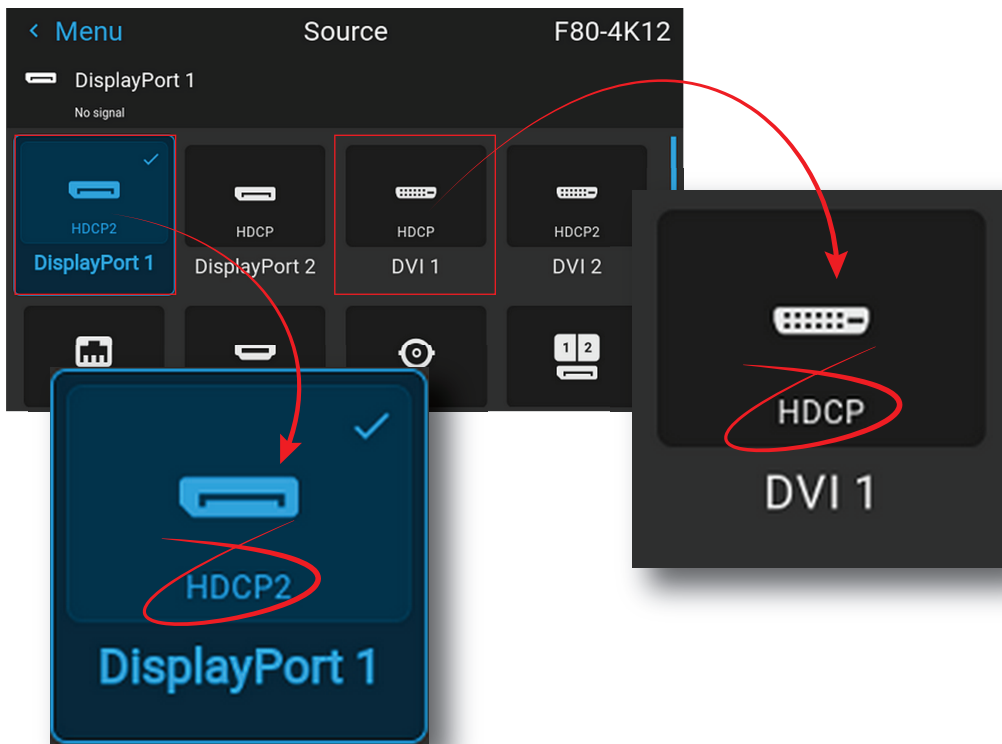 < Menu Source F80-4K12
DisplayPort 1
No signal
HDCP2 HDCP HDCP HDCP2
DisplayPort 1 DisplayPort 2 DVI 1 DVI 2
1 2
HDCP
DVI 1
HDCP2
DisplayPort 1